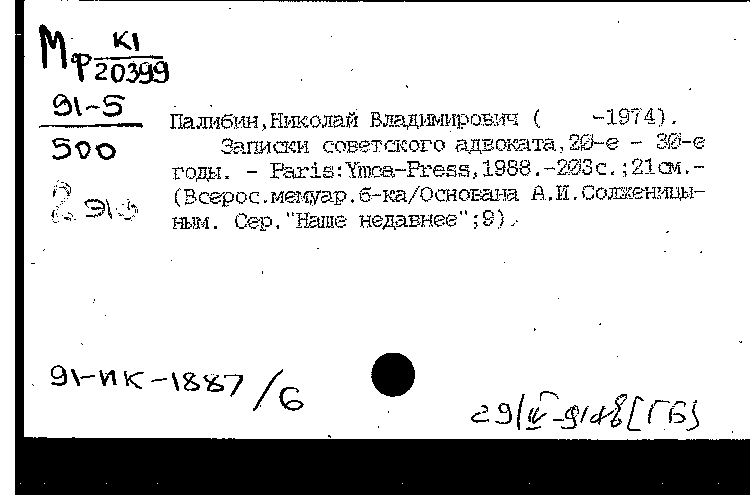 Мф К1/20399
91-5
500
Палибин,Николай Владимирович (     -1974).
Записки советского адвоката,20-е - 30-е
годы. - Paris:Ymca-Press,1988.-203с.;21см.-
(Всерос.мемуар.б-ка/Основана А.И.Солженицы-
ным. Сер."Наше недавнее";9).
91-ИК-1887/6